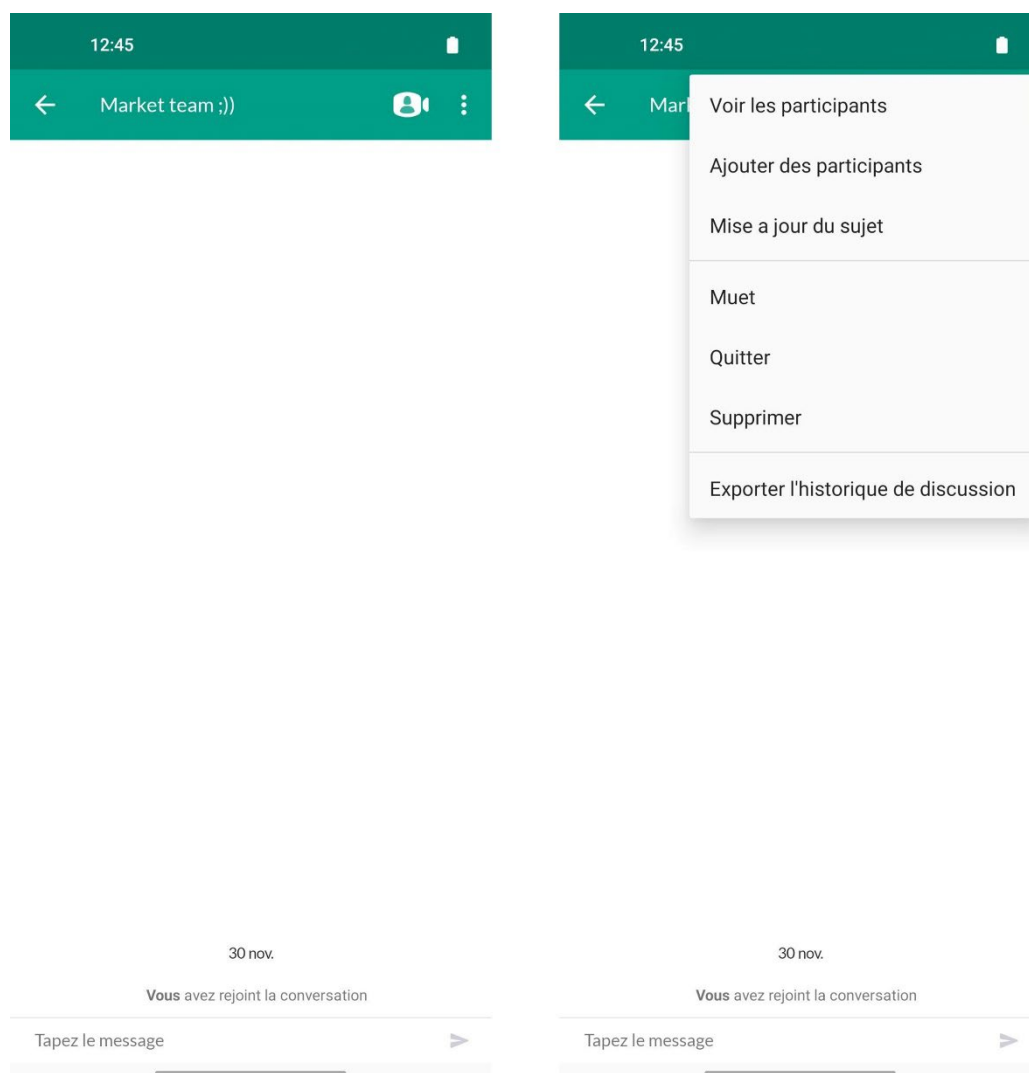 12:45
Market team ;))
30 nov.
Vous avez rejoint la conversation
Tapez le message
12:45
Mar
Voir les participants
Ajouter des participants
Mise a jour du sujet
Muet
Quitter
Supprimer
Exporter l'historique de discussion
30 nov.
Vous avez rejoint la conversation
Tapez le message